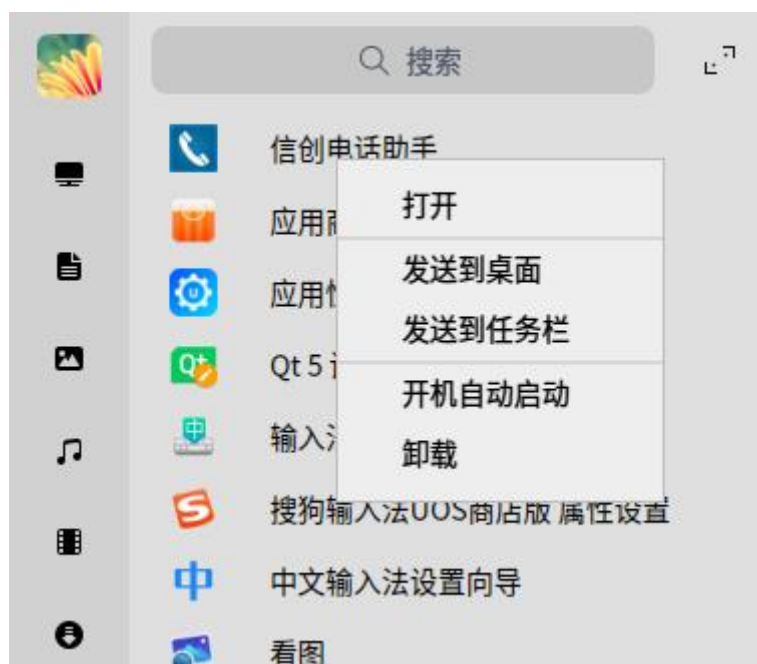 搜索
信创电话助手
应用
打开
发送到桌面
应用
发送到任务栏
Qt 5
开机自动启动
输入
卸载
搜狗输入法UOS商店版 属性设置
中文输入法设置向导
看图